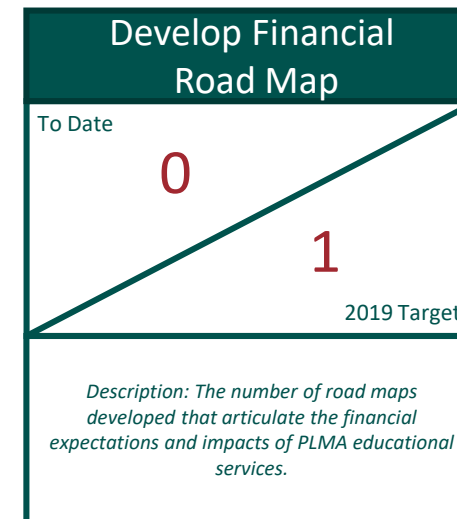 Develop Financial
Road Map
To Date
0
1
2019 Target
Description: The number of road maps
developed that articulate the financial
expectations and impacts of PLMA educational
services.